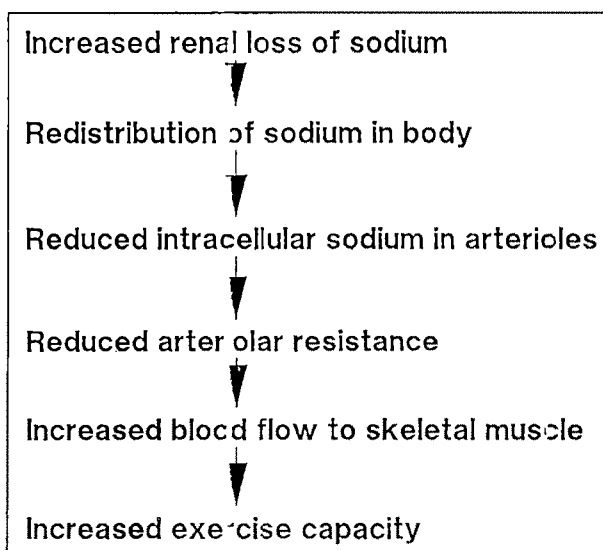 Increased renal loss of sodium
Redistribution of sodium in body
Reduced intracellular sodium in arterioles
Reduced arteriolar resistance
Increased blood flow to skeletal muscle
Increased exercise capacity